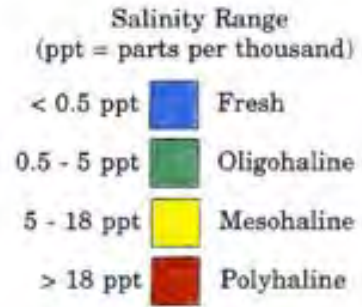 Salinity Range
(ppt = parts per thousand)
< 0.5 ppt Fresh
0.5 - 5 ppt Oligohaline
5 - 18 ppt Mesohaline
> 18 ppt Polyhaline